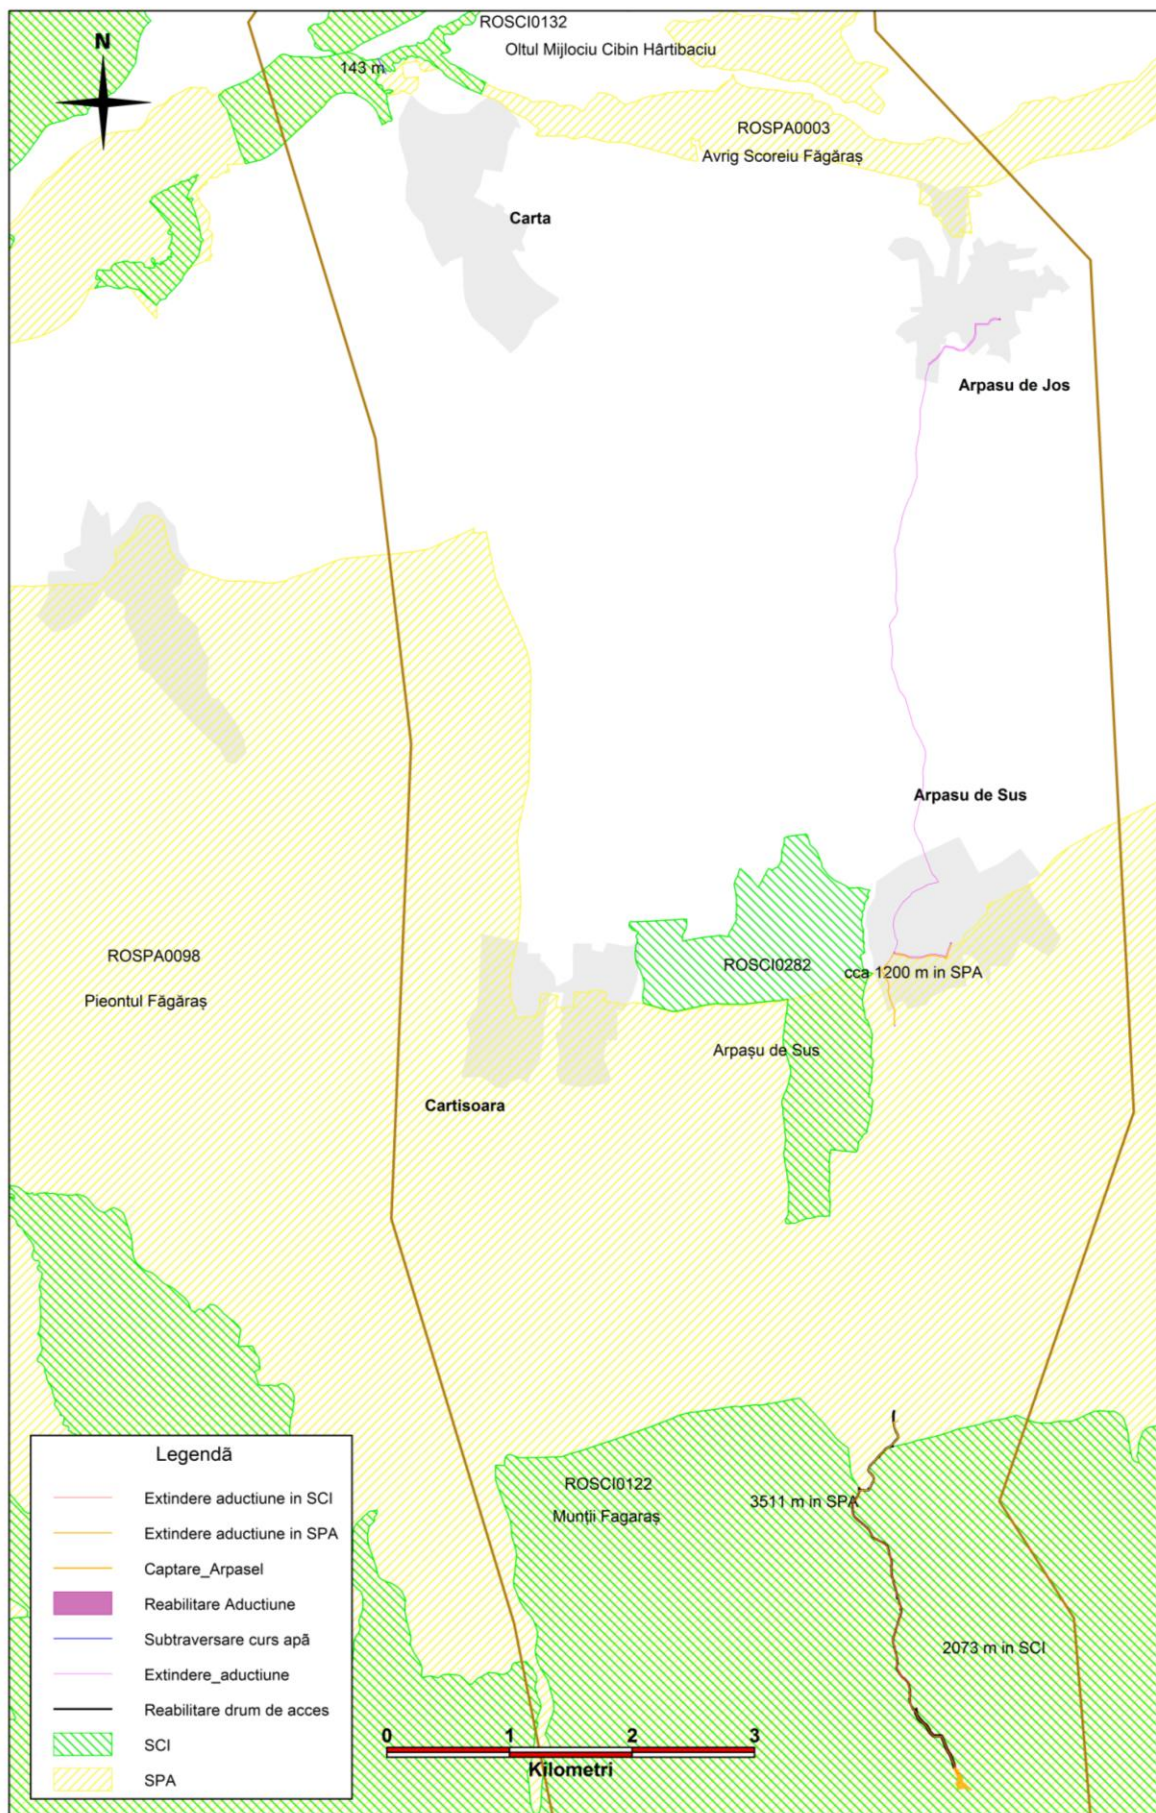 ROSCI0132
Oltul Mijlociu Cibin Hârtibaciu
N
143 m
ROSPA0003
Avrig Scoreiu Făgăraș
Carta
Arpasu de Jos
Arpasu de Sus
ROSPA0098
Pieontul Făgăraș
ROSCI0282
cca 1200 m in SPA
Arpașu de Sus
Cartisoara
ROSCI0122
Munții Fagaraș
3511 m in SPA
2073 m in SCI
Legendã
Extindere aductiune in SCI
Extindere aductiune in SPA
Captare_Arpasel
Reabilitare Aductiune
Subtraversare curs apã
Extindere_aductiune
Reabilitare drum de acces
SCI
SPA
0 1 2 3
Kilometri